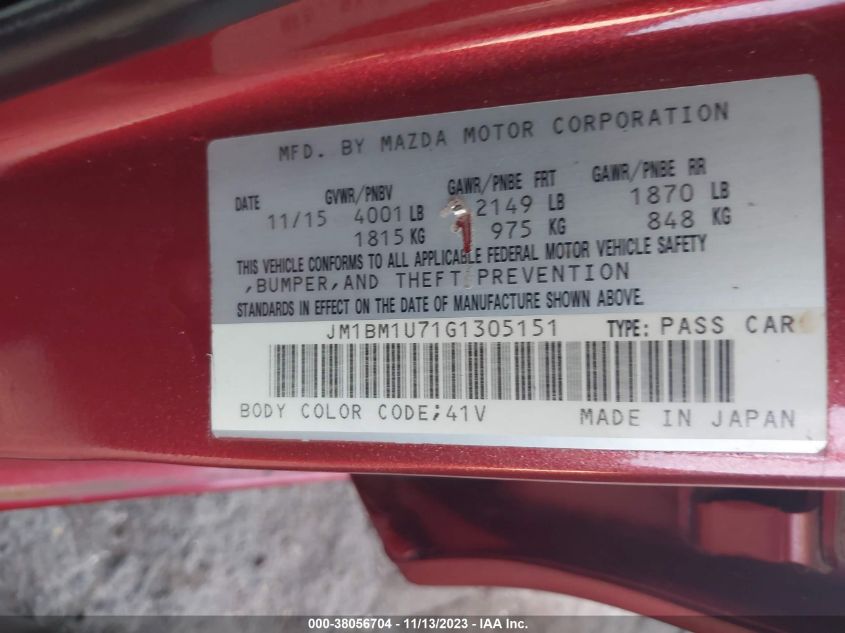 MFD. BY MAZDA MOTOR CORPORATION
DATE GVWR/PNBV GAWR/PNBE FRT GAWR/PNBE RR
11/15 4001 LB 2149 LB 1870 LB
1815 KG 975 KG 848 KG
THIS VEHICLE CONFORMS TO ALL APPLICABLE FEDERAL MOTOR VEHICLE SAFETY
,BUMPER,AND THEFT PREVENTION
STANDARDS IN EFFECT ON THE DATE OF MANUFACTURE SHOWN ABOVE.
JM1BM1U71G1305151 TYPE: PASS CAR
BODY COLOR CODE;41V MADE IN JAPAN
000-38056704 - 11/13/2023 - IAA Inc.